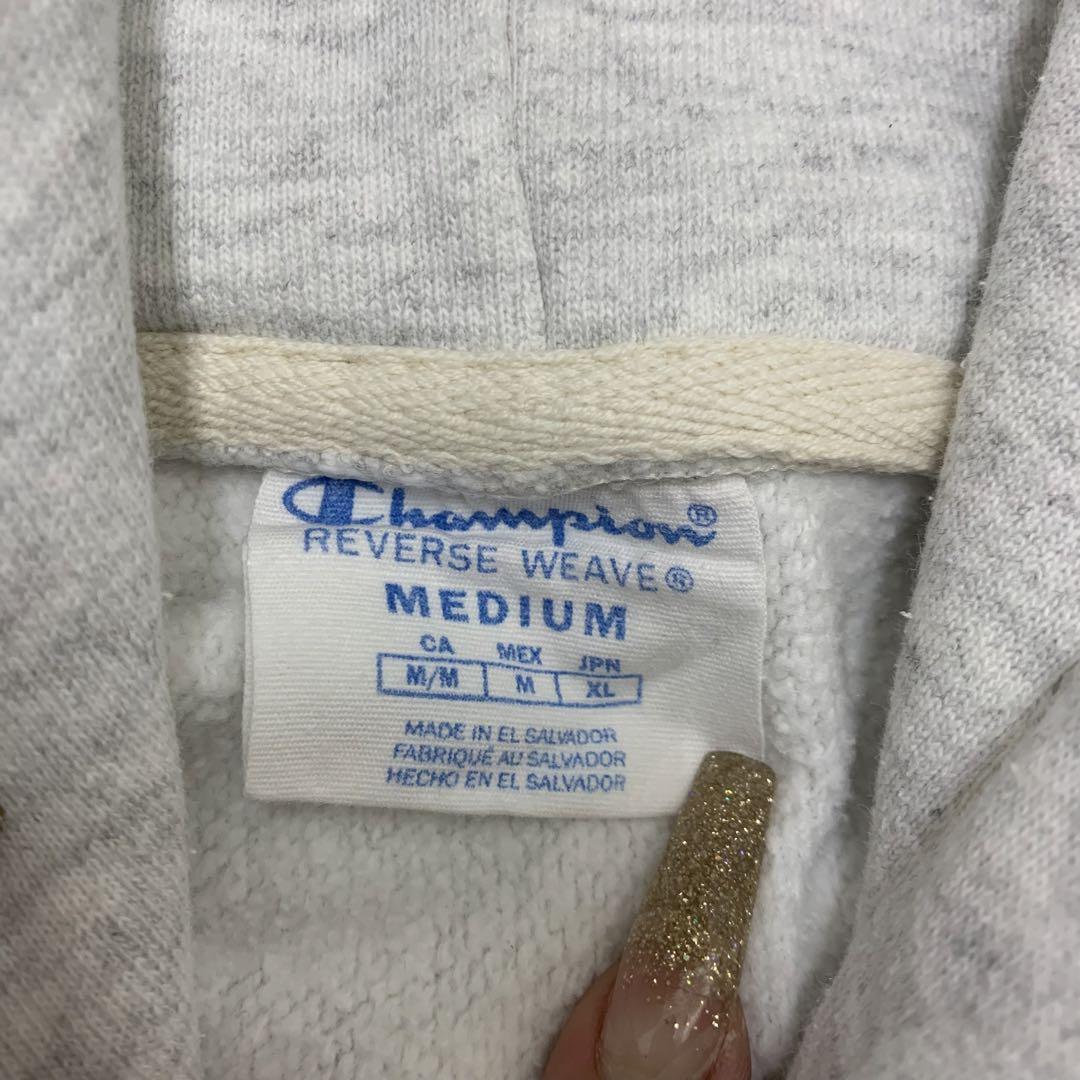 Champion®
REVERSE WEAVE®
MEDIUM
CA MEX JPN
M/M M XL
MADE IN EL SALVADOR
FABRIQUÉ AU SALVADOR
HECHO EN EL SALVADOR